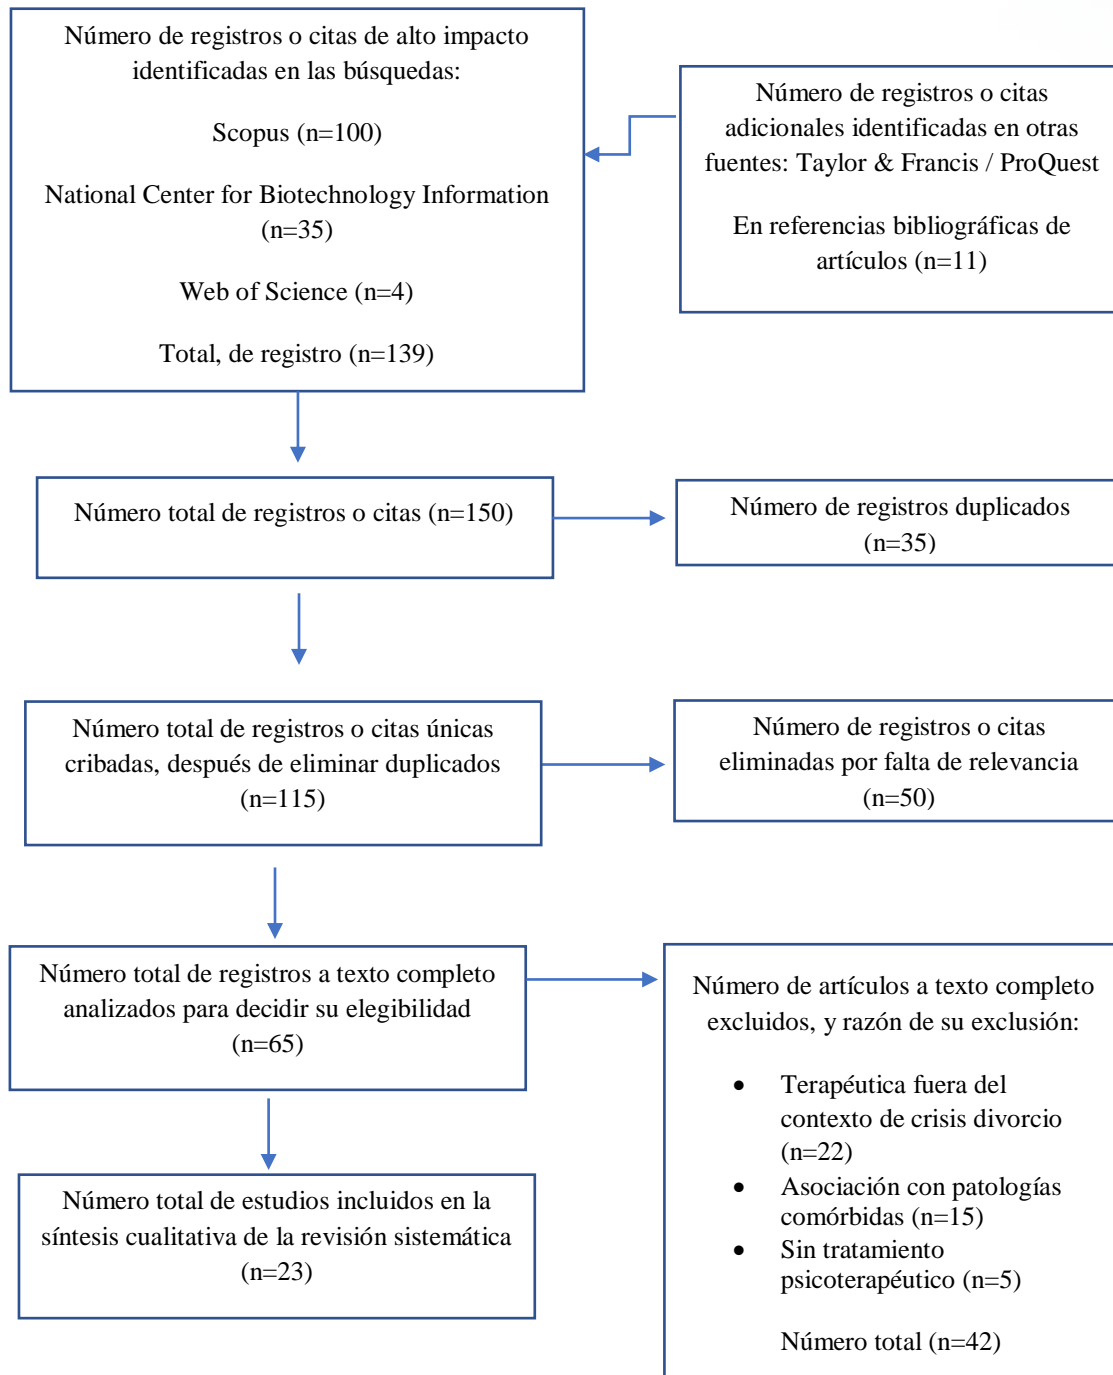 Número de registros o citas de alto impacto
identificadas en las búsquedas:
Scopus (n=100)
National Center for Biotechnology Information
(n=35)
Web of Science (n=4)
Total, de registro (n=139)
Número de registros o citas
adicionales identificadas en otras
fuentes: Taylor & Francis / ProQuest
En referencias bibliográficas de
artículos (n=11)
Número total de registros o citas (n=150)
Número de registros duplicados
(n=35)
Número total de registros o citas únicas
cribadas, después de eliminar duplicados
(n=115)
Número de registros o citas
eliminadas por falta de relevancia
(n=50)
Número total de registros a texto completo
analizados para decidir su elegibilidad
(n=65)
Número de artículos a texto completo
excluidos, y razón de su exclusión:
• Terapéutica fuera del
contexto de crisis divorcio
(n=22)
• Asociación con patologías
comórbidas (n=15)
• Sin tratamiento
psicoterapéutico (n=5)
Número total (n=42)
Número total de estudios incluidos en la
síntesis cualitativa de la revisión sistemática
(n=23)